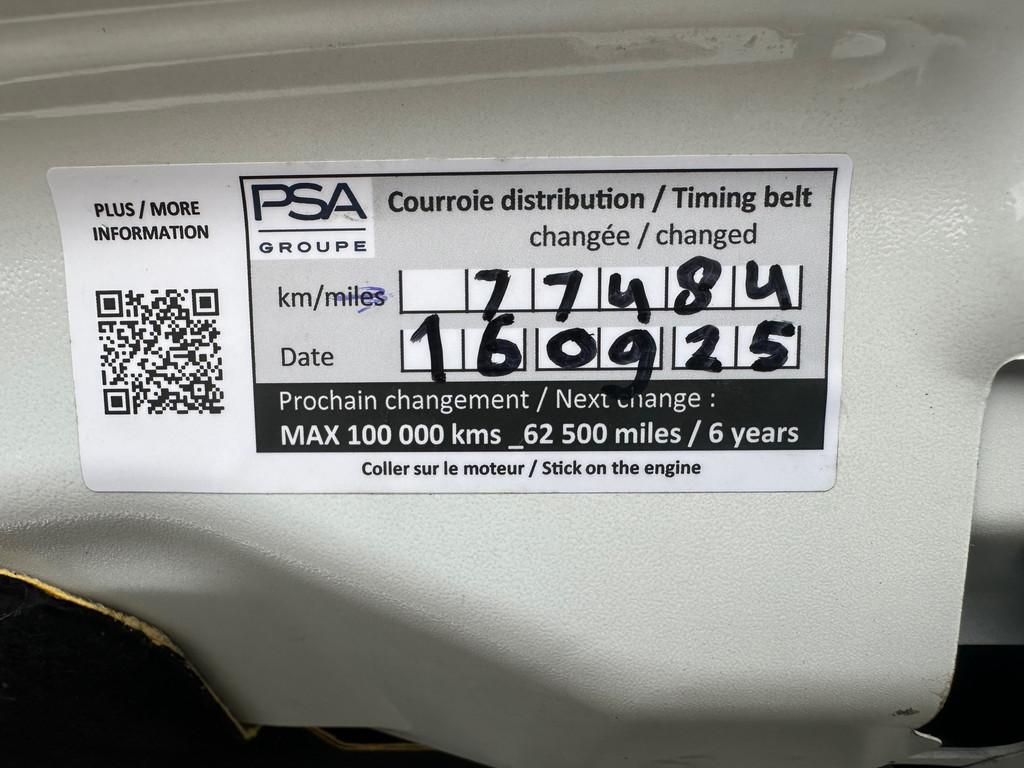 PLUS / MORE
INFORMATION
PSA
GROUPE
Courroie distribution / Timing belt
changée / changed
km/miles 77484
Date 160925
Prochain changement / Next change :
MAX 100 000 kms _62 500 miles / 6 years
Coller sur le moteur / Stick on the engine